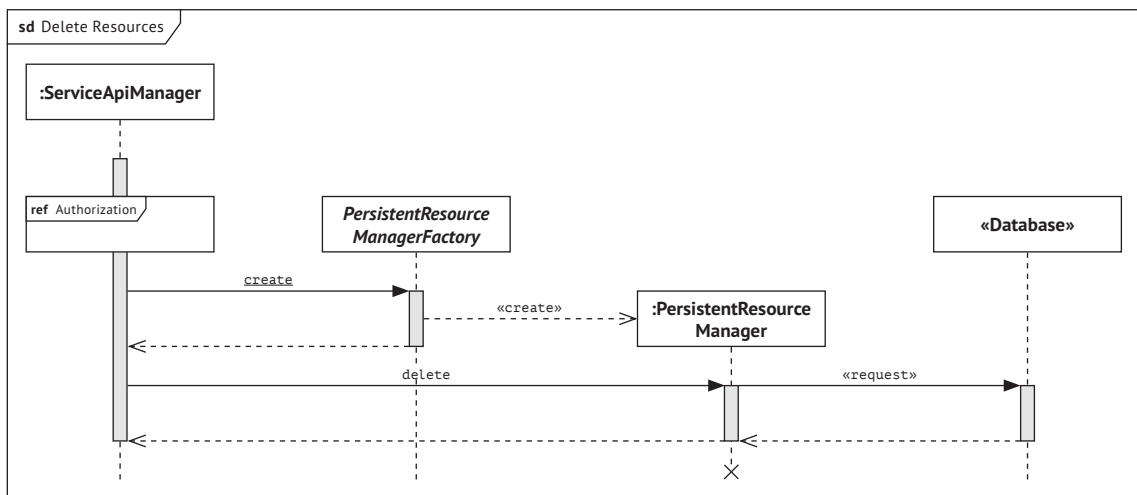 sd Delete Resources
:ServiceApiManager
ref Authorization
PersistentResource
ManagerFactory
«Database»
create
«create»
:PersistentResource
Manager
delete
«request»